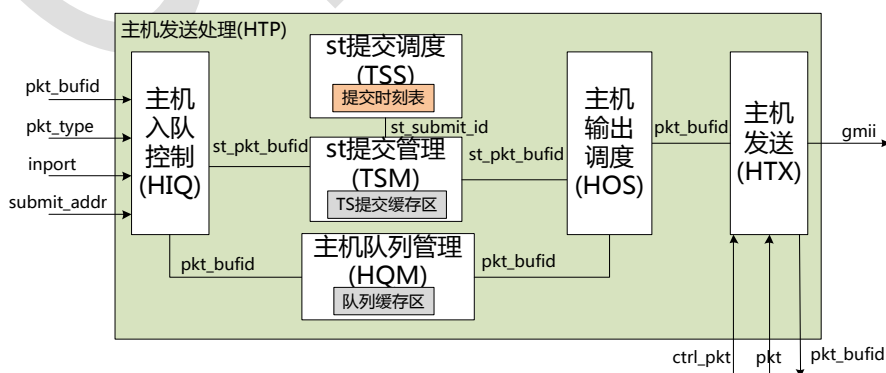 主机发送处理(HTP)
st提交调度
(TSS)
提交时刻表
pkt_bufid
pkt_type
inport
submit_addr
主机
入队
控制
(HIQ)
st_submit_id
st_pkt_bufid
st提交管理
(TSM)
TS提交缓存区
st_pkt_bufid
主机
输出
调度
(HOS)
pkt_bufid
主机
发送
(HTX)
gmii
pkt_bufid
主机队列管理
(HQM)
队列缓存区
pkt_bufid
ctrl_pkt
pkt
pkt_bufid